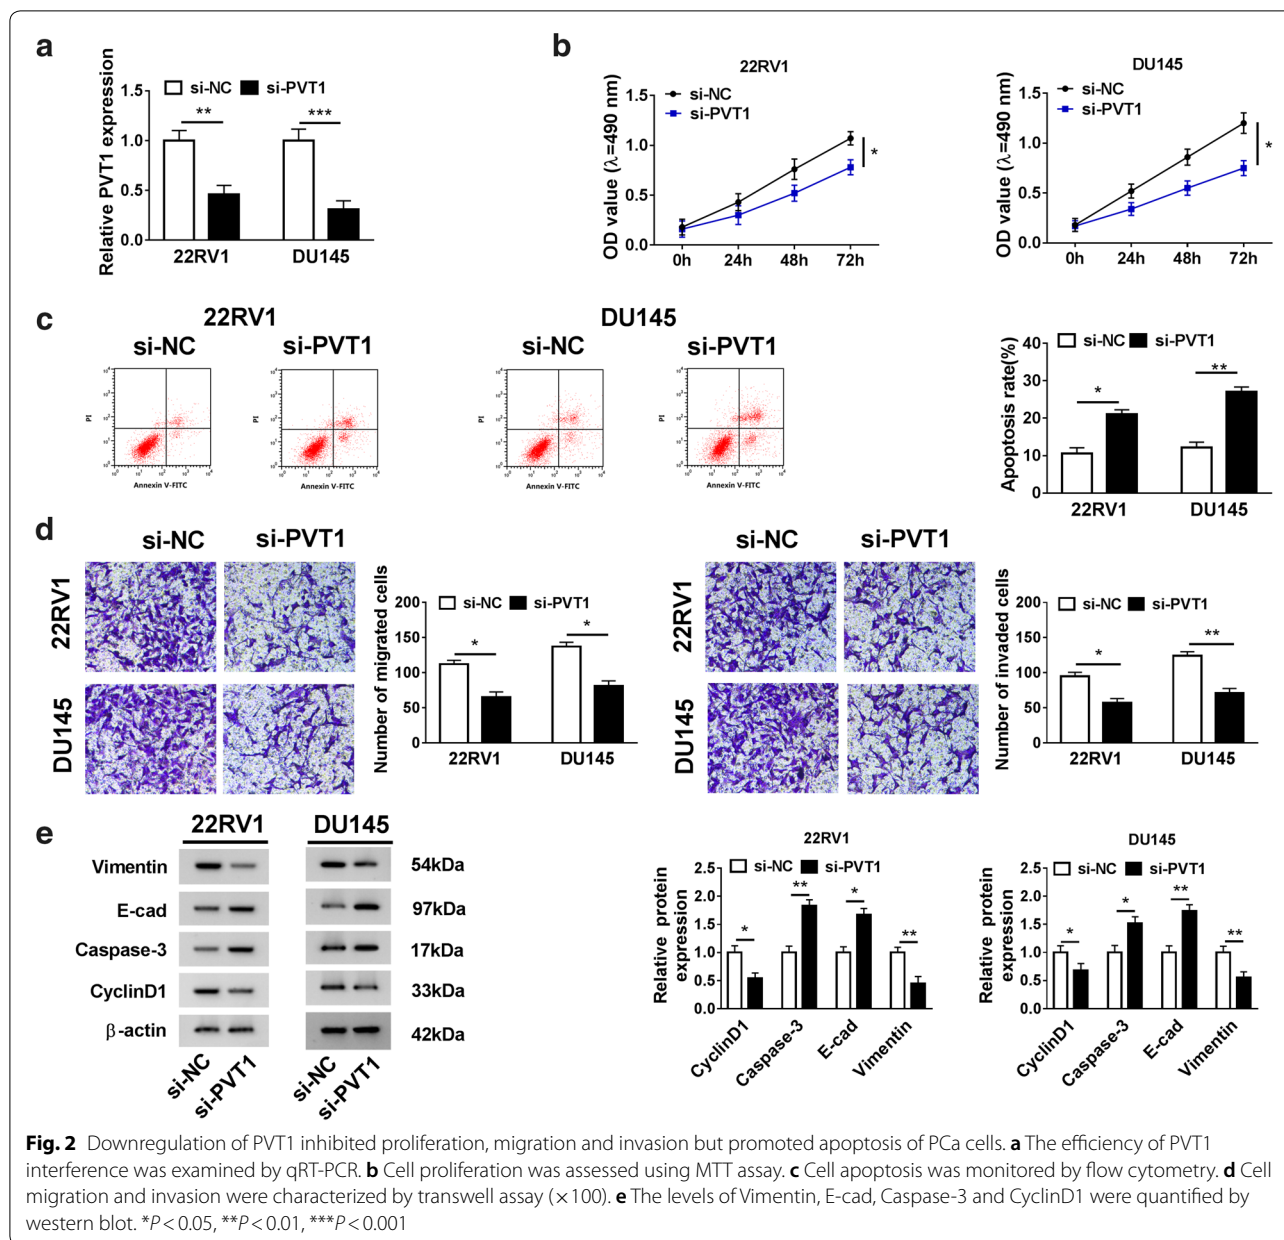 a
Relative PVT1 expression
si-NC si-PVT1
1.5
1.0
0.5
0.0
** ***
22RV1 DU145
b
22RV1
OD value (λ=490 nm)
si-NC
si-PVT1
1.5
1.0
0.5
0.0
*
0h 24h 48h 72h
DU145
OD value (λ=490 nm)
si-NC
si-PVT1
1.5
1.0
0.5
0.0
*
0h 24h 48h 72h
c
22RV1 DU145
si-NC si-PVT1 si-NC si-PVT1
PI PI PI PI
Annexin V-FITC Annexin V-FITC Annexin V-FITC Annexin V-FITC
Apoptosis rate(%)
si-NC si-PVT1
40
30
20
10
0
* **
22RV1 DU145
d
si-NC si-PVT1
22RV1
DU145
Number of migrated cells
si-NC si-PVT1
200
150
100
50
0
* *
22RV1 DU145
si-NC si-PVT1
22RV1
DU145
Number of invaded cells
si-NC si-PVT1
200
150
100
50
0
* **
22RV1 DU145
e
22RV1 DU145
Vimentin 54kDa
E-cad 97kDa
Caspase-3 17kDa
CyclinD1 33kDa
β-actin 42kDa
si-NC si-PVT1 si-NC si-PVT1
22RV1
Relative protein
expression
si-NC si-PVT1
2.5
2.0
1.5
1.0
0.5
0.0
* ** * **
CyclinD1 Caspase-3 E-cad Vimentin
DU145
Relative protein
expression
si-NC si-PVT1
2.5
2.0
1.5
1.0
0.5
0.0
* * ** **
CyclinD1 Caspase-3 E-cad Vimentin
Fig. 2 Downregulation of PVT1 inhibited proliferation, migration and invasion but promoted apoptosis of PCa cells. a The efficiency of PVT1
interference was examined by qRT-PCR. b Cell proliferation was assessed using MTT assay. c Cell apoptosis was monitored by flow cytometry. d Cell
migration and invasion were characterized by transwell assay (×100). e The levels of Vimentin, E-cad, Caspase-3 and CyclinD1 were quantified by
western blot. *P < 0.05, **P < 0.01, ***P < 0.001